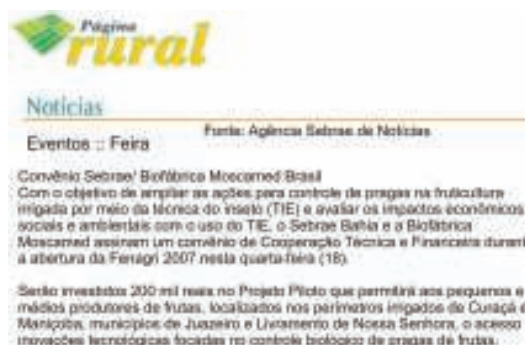 Página
rural
Notícias
Fonte: Agência Sebrae de Notícias
Eventos :: Feira
Convênio Sebrae/ Biofábrica Moscamed Brasil
Com o objetivo de ampliar as ações para controle de pragas na fruticultura
irrigada por meio da técnica do inseto (TIE) e avaliar os impactos econômicos
sociais e ambientais com o uso do TIE, o Sebrae Bahia e a Biofábrica
Moscamed assinam um convênio de Cooperação Técnica e Financeira durant
a abertura da Fenagri 2007 nesta quarta-feira (18).
Serão investidos 200 mil reais no Projeto Piloto que permitirá aos pequenos e
médios produtores de frutas, localizados nos perímetros irrigados de Curaçá e
Maniçoba, municípios de Juazeiro e Livramento de Nossa Senhora, o acesso
inovações tecnológicas focadas no controle biológico de pragas de frutas.